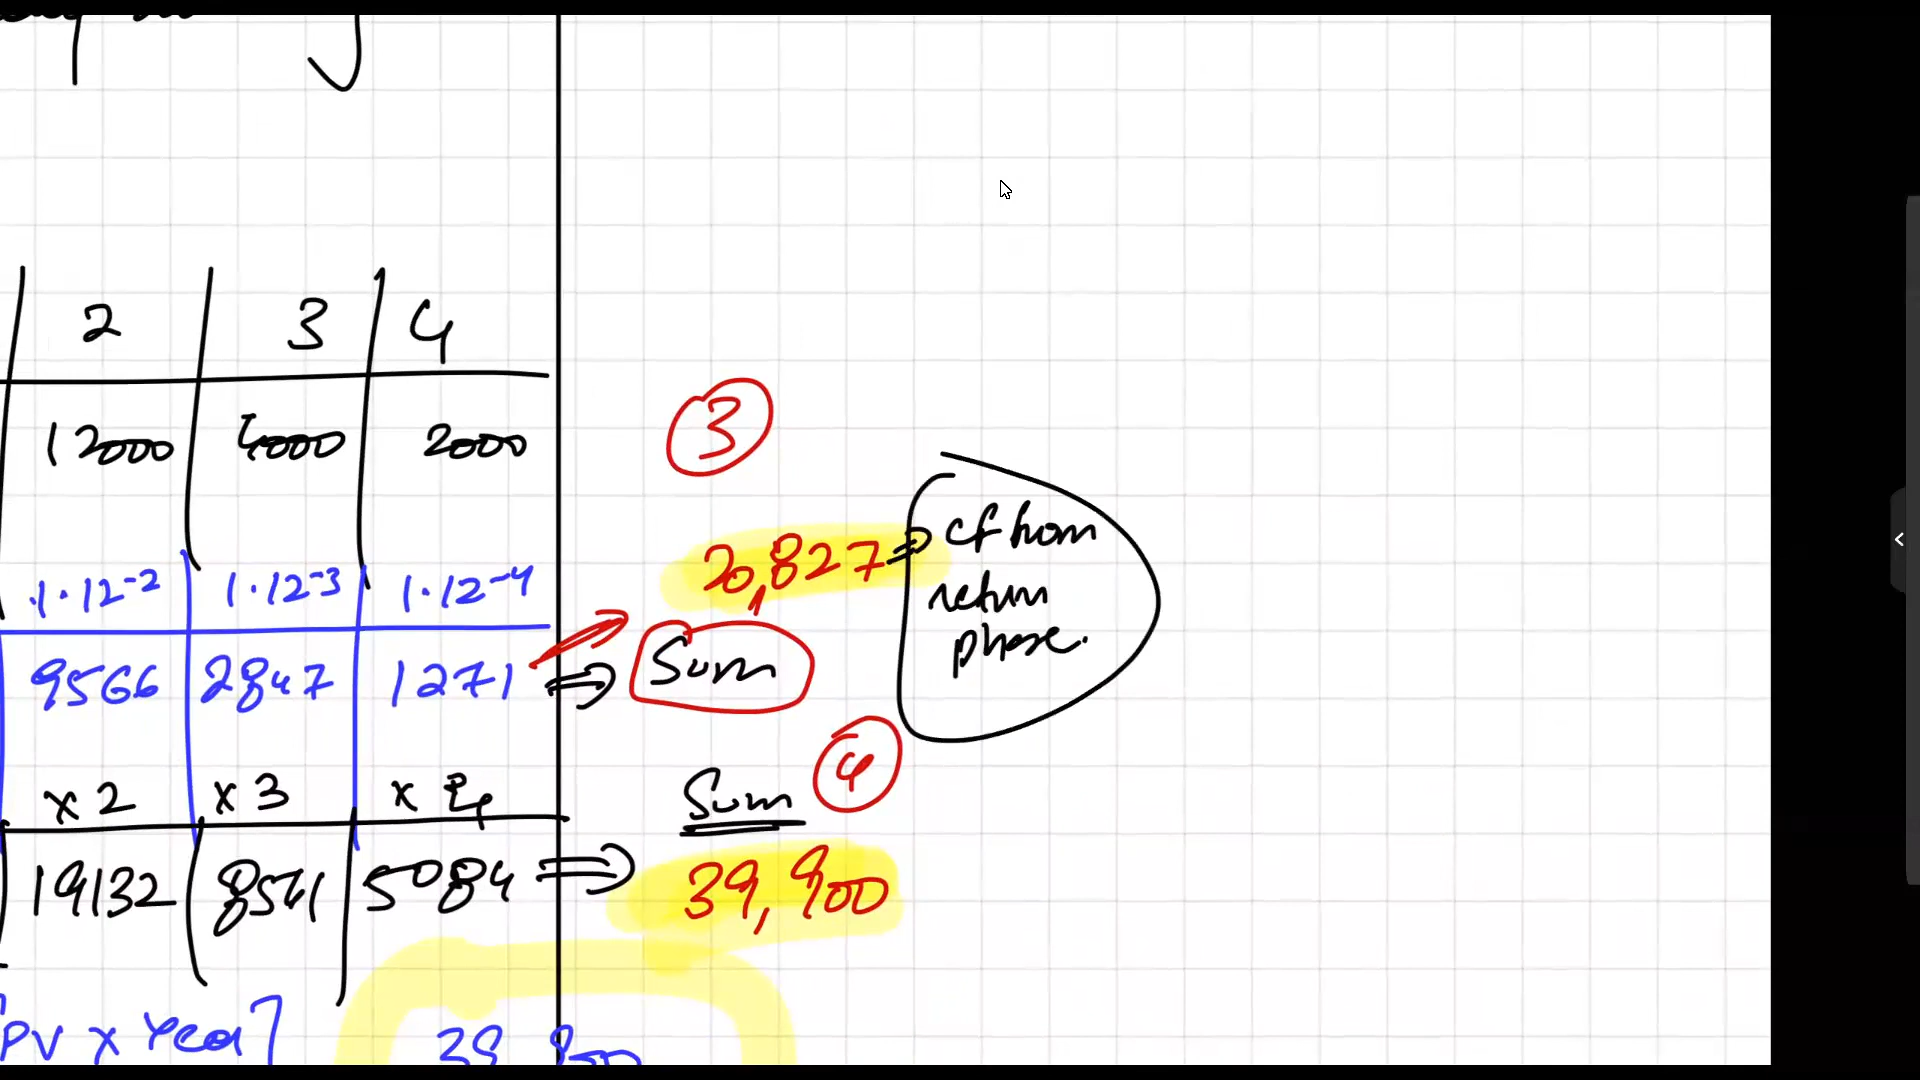 2 3 4
12000 4000 2000
3
1.12⁻² 1.12⁻³ 1.12⁻⁴
20,827 ⇒ cf from
return
phase.
9566 2847 1271 ⇒ Sum
4
x 2 x 3 x 4 Sum
19132 8541 5084 ⇒ 39,900
[PV x Year] 39,900